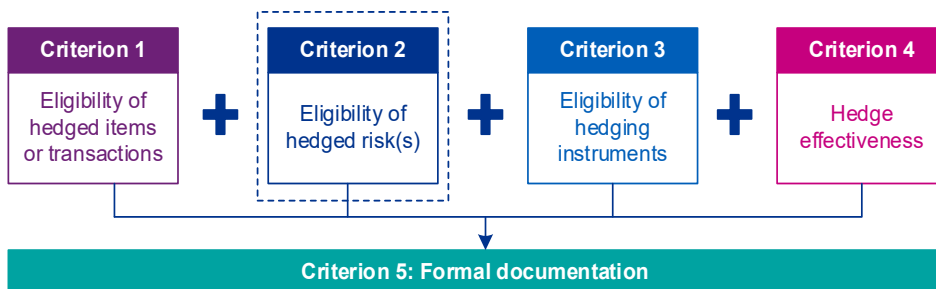 Criterion 1
Eligibility of
hedged items
or transactions
Criterion 2
Eligibility of
hedged risk(s)
Criterion 3
Eligibility of
hedging
instruments
Criterion 4
Hedge
effectiveness
Criterion 5: Formal documentation